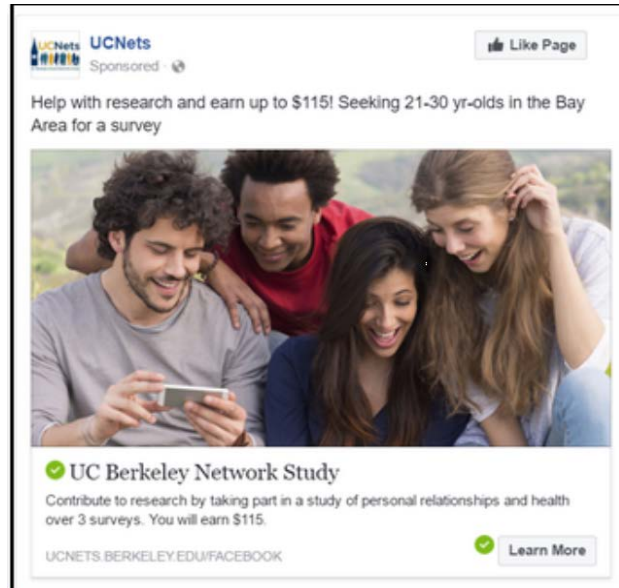 UCNets
UCNets
Like Page
Sponsored ·
Help with research and earn up to $115! Seeking 21-30 yr-olds in the Bay
Area for a survey
UC Berkeley Network Study
Contribute to research by taking part in a study of personal relationships and health
over 3 surveys. You will earn $115.
UCNETS.BERKELEY.EDU/FACEBOOK
Learn More